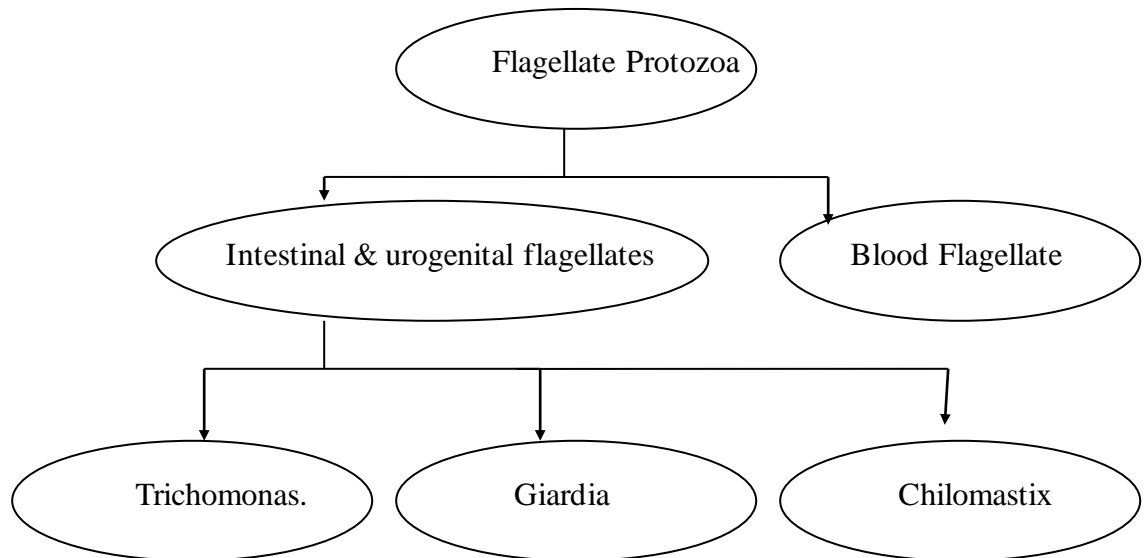 Flagellate Protozoa
Intestinal & urogenital flagellates
Blood Flagellate
Trichomonas.
Giardia
Chilomastix